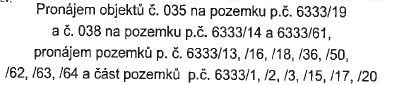 Pronájem objektů č. 035 na pozemku p.č. 6333/19
a č. 038 na pozemku p.č. 6333/14 a 6333/61,
pronájem pozemků p. č. 6333/13, /16, /18, /36, /50,
/62, /63, /64 a část pozemků p.č. 6333/1, /2, /3, /15, /17, /20